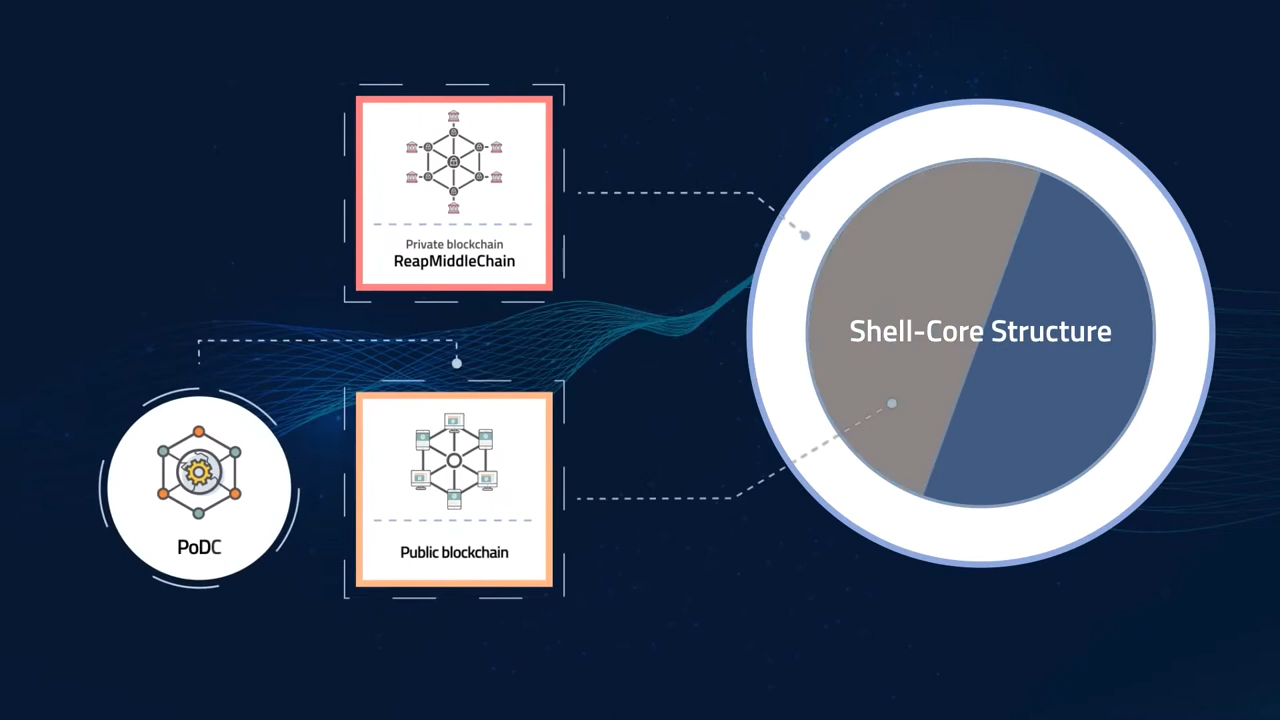 Private blockchain
ReapMiddleChain
Shell-Core Structure
PoDC
Public blockchain